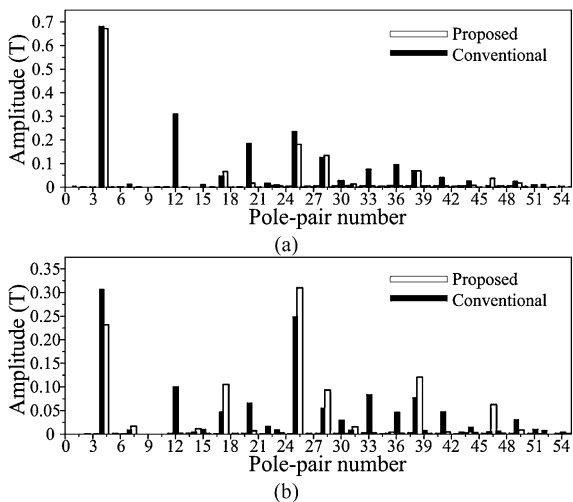 0.7
0.6
0.5
0.4
0.3
0.2
0.1
0
Amplitude (T)
Proposed
Conventional
0 3 6 9 12 15 18 21 24 27 30 33 36 39 42 45 48 51 54
Pole-pair number
(a)
0.35
0.30
0.25
0.20
0.15
0.10
0.05
0
Amplitude (T)
Proposed
Conventional
0 3 6 9 12 15 18 21 24 27 30 33 36 39 42 45 48 51 54
Pole-pair number
(b)